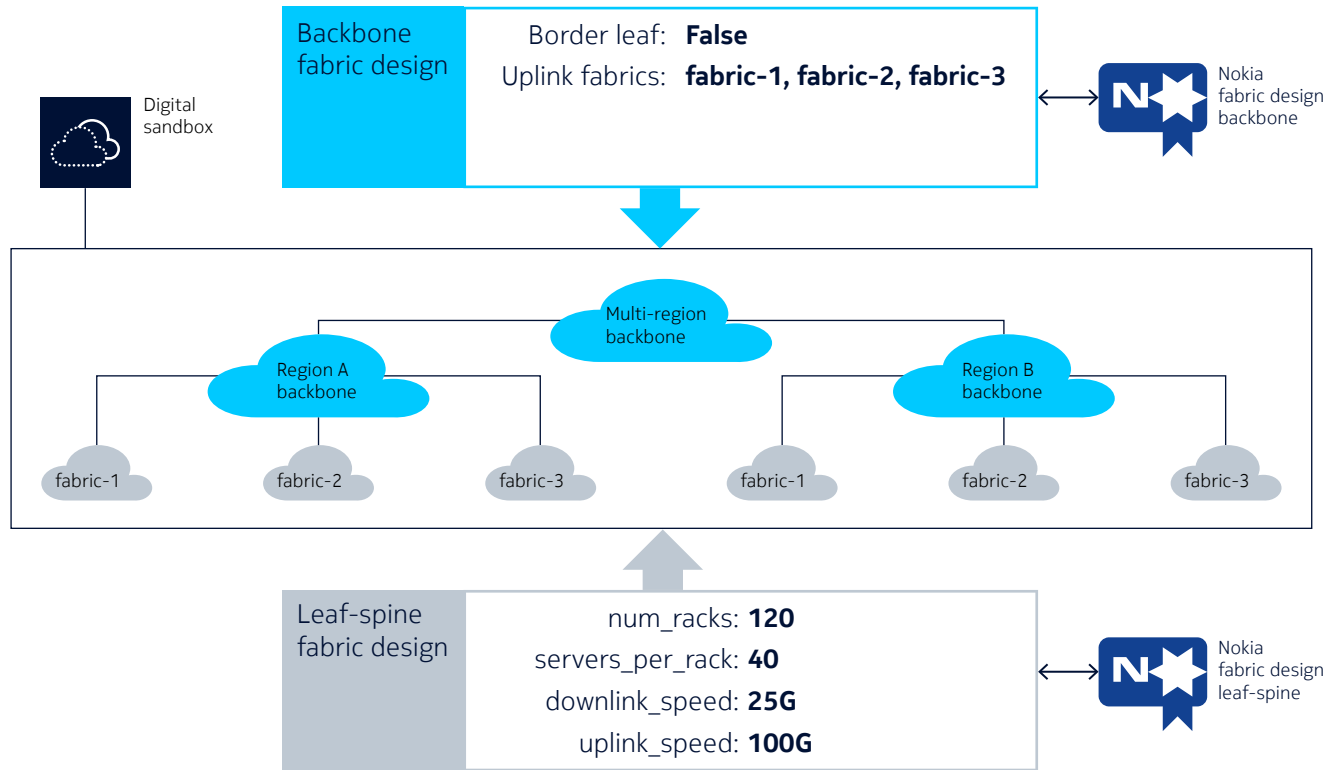 Backbone
fabric design
Border leaf: False
Uplink fabrics: fabric-1, fabric-2, fabric-3
N
Nokia
fabric design
backbone
Digital
sandbox
Multi-region
backbone
Region A
backbone
Region B
backbone
fabric-1
fabric-2
fabric-3
fabric-1
fabric-2
fabric-3
Leaf-spine
fabric design
num_racks: 120
servers_per_rack: 40
downlink_speed: 25G
uplink_speed: 100G
N
Nokia
fabric design
leaf-spine